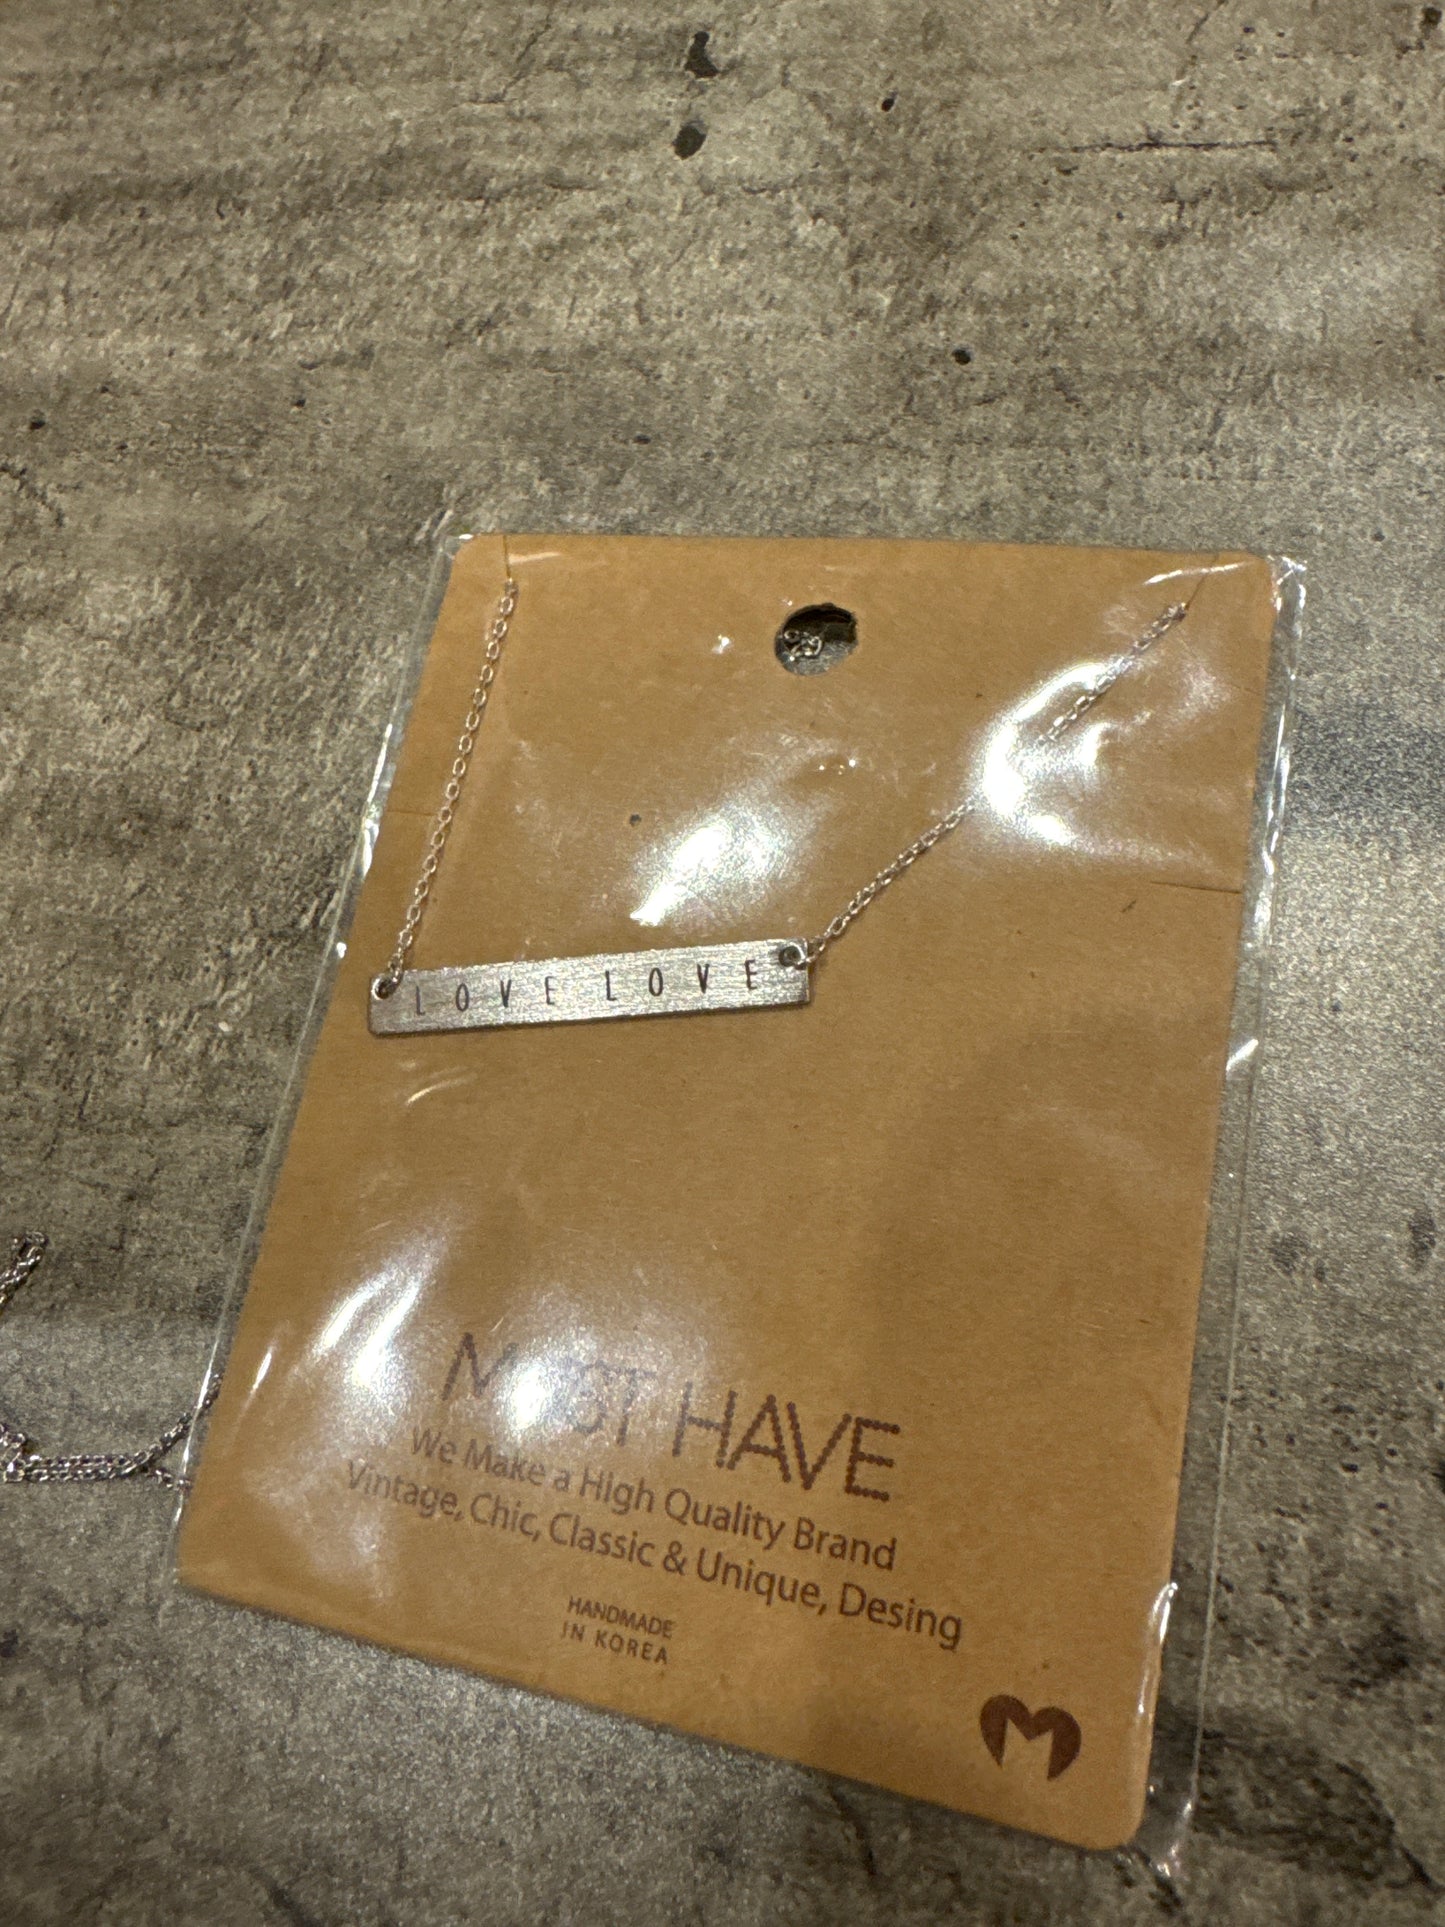 LOVE LOVE
MUST HAVE
We Make a High Quality Brand
Vintage, Chic, Classic & Unique, Desing
HANDMADE
IN KOREA
M